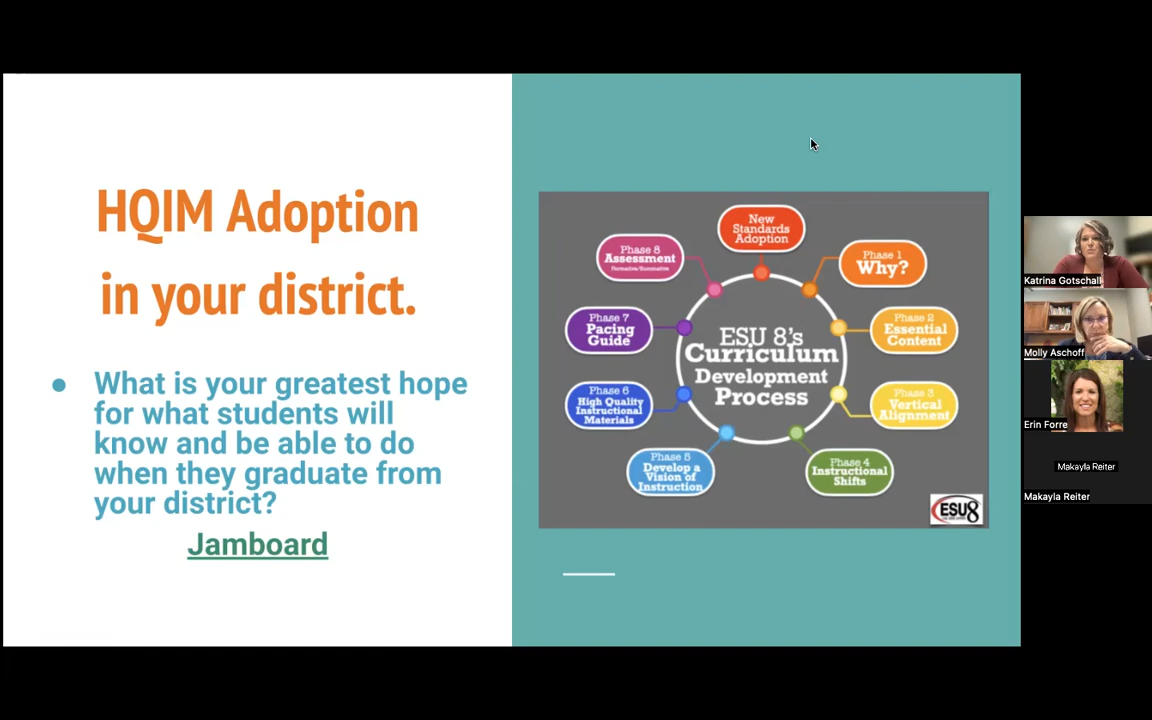 HQIM Adoption
in your district.
● What is your greatest hope
for what students will
know and be able to do
when they graduate from
your district?
Jamboard
New
Standards
Adoption
Phase 1
Why?
Phase 2
Essential
Content
Phase 3
Vertical
Alignment
Phase 4
Instructional
Shifts
Phase 5
Develop a
Vision of
Instruction
Phase 6
High Quality
Instructional
Materials
Phase 7
Pacing
Guide
Phase 8
Assessment
Formative/Summative
ESU 8's
Curriculum
Development
Process
ESU8
Katrina Gotschall
Molly Aschoff
Erin Forre
Makayla Reiter
Makayla Reiter